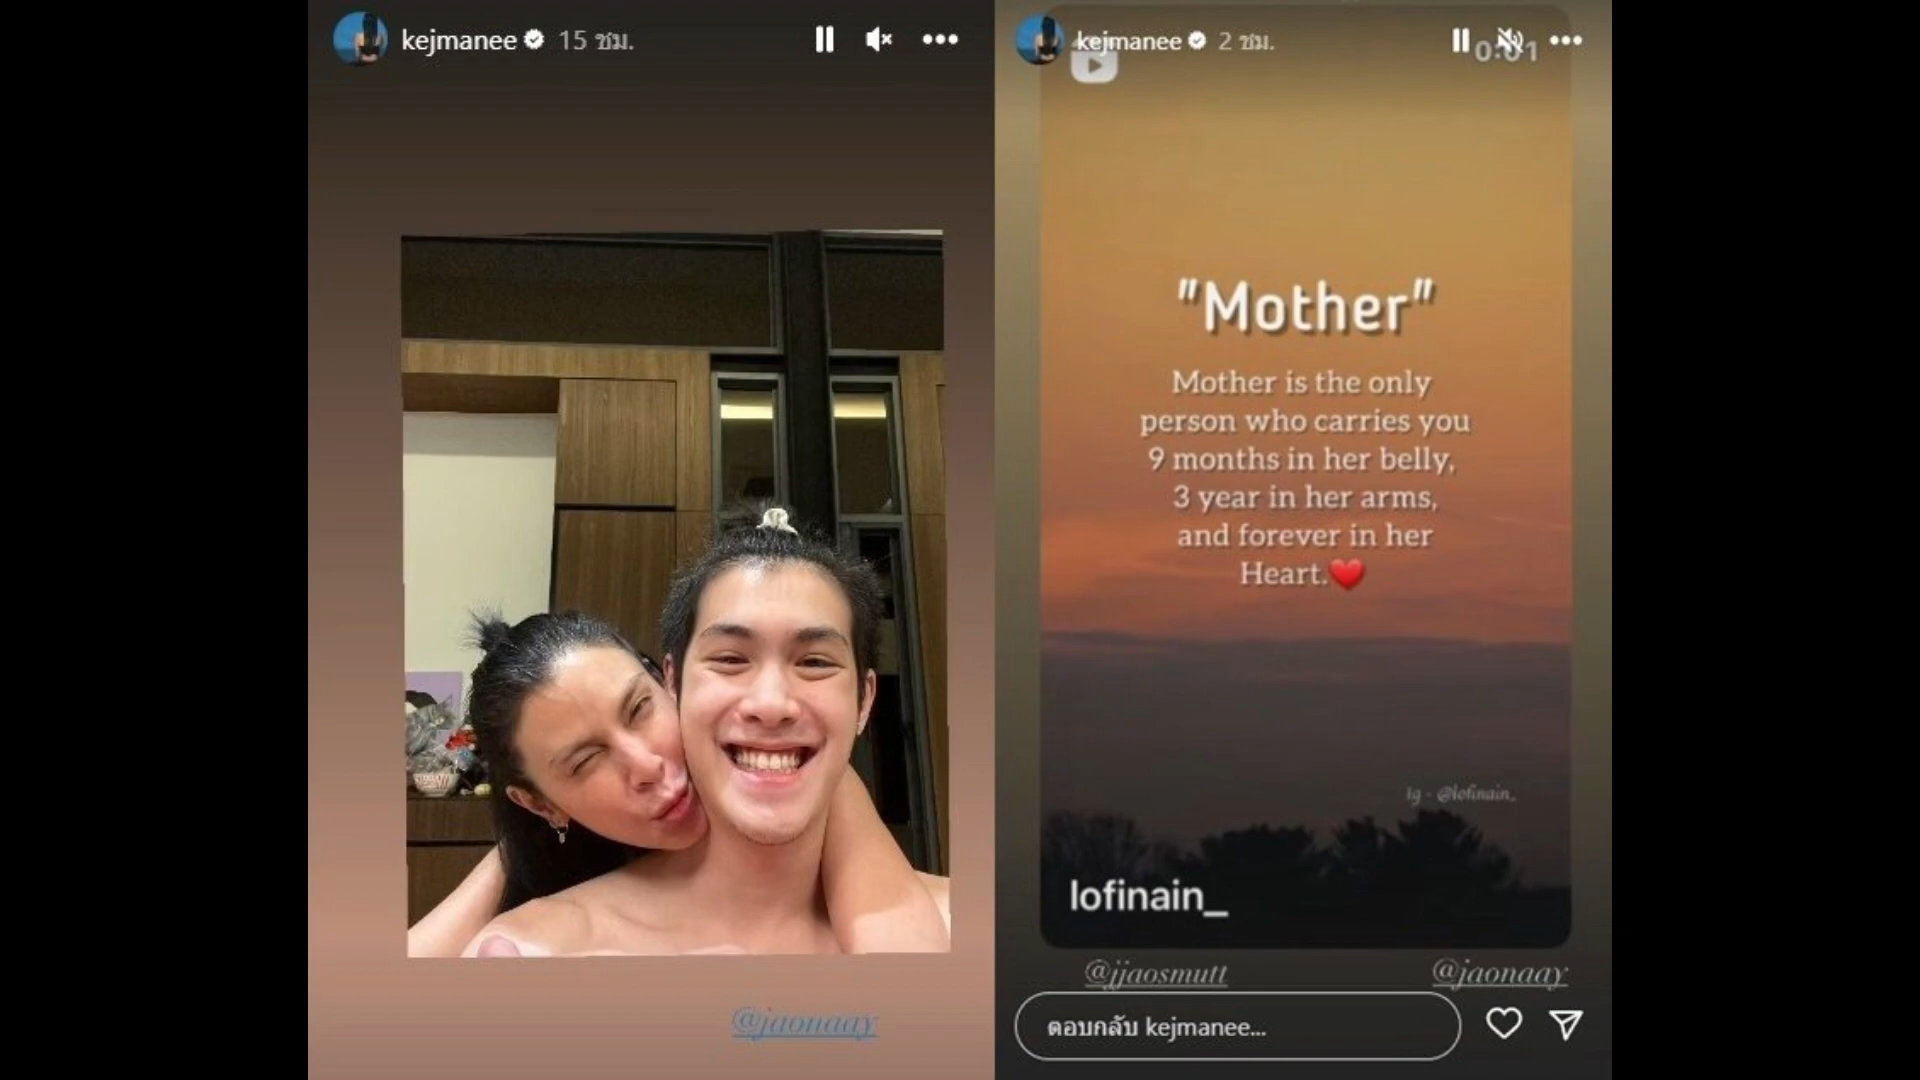 kejmanee 15 ชม.
@jaonaay
kejmanee 2 ชม.
0:01
"Mother"
Mother is the only
person who carries you
9 months in her belly,
3 year in her arms,
and forever in her
Heart.❤️
Ig - @lofinain_
lofinain_
@jjaosmutt @jaonaay
ตอบกลับ kejmanee...